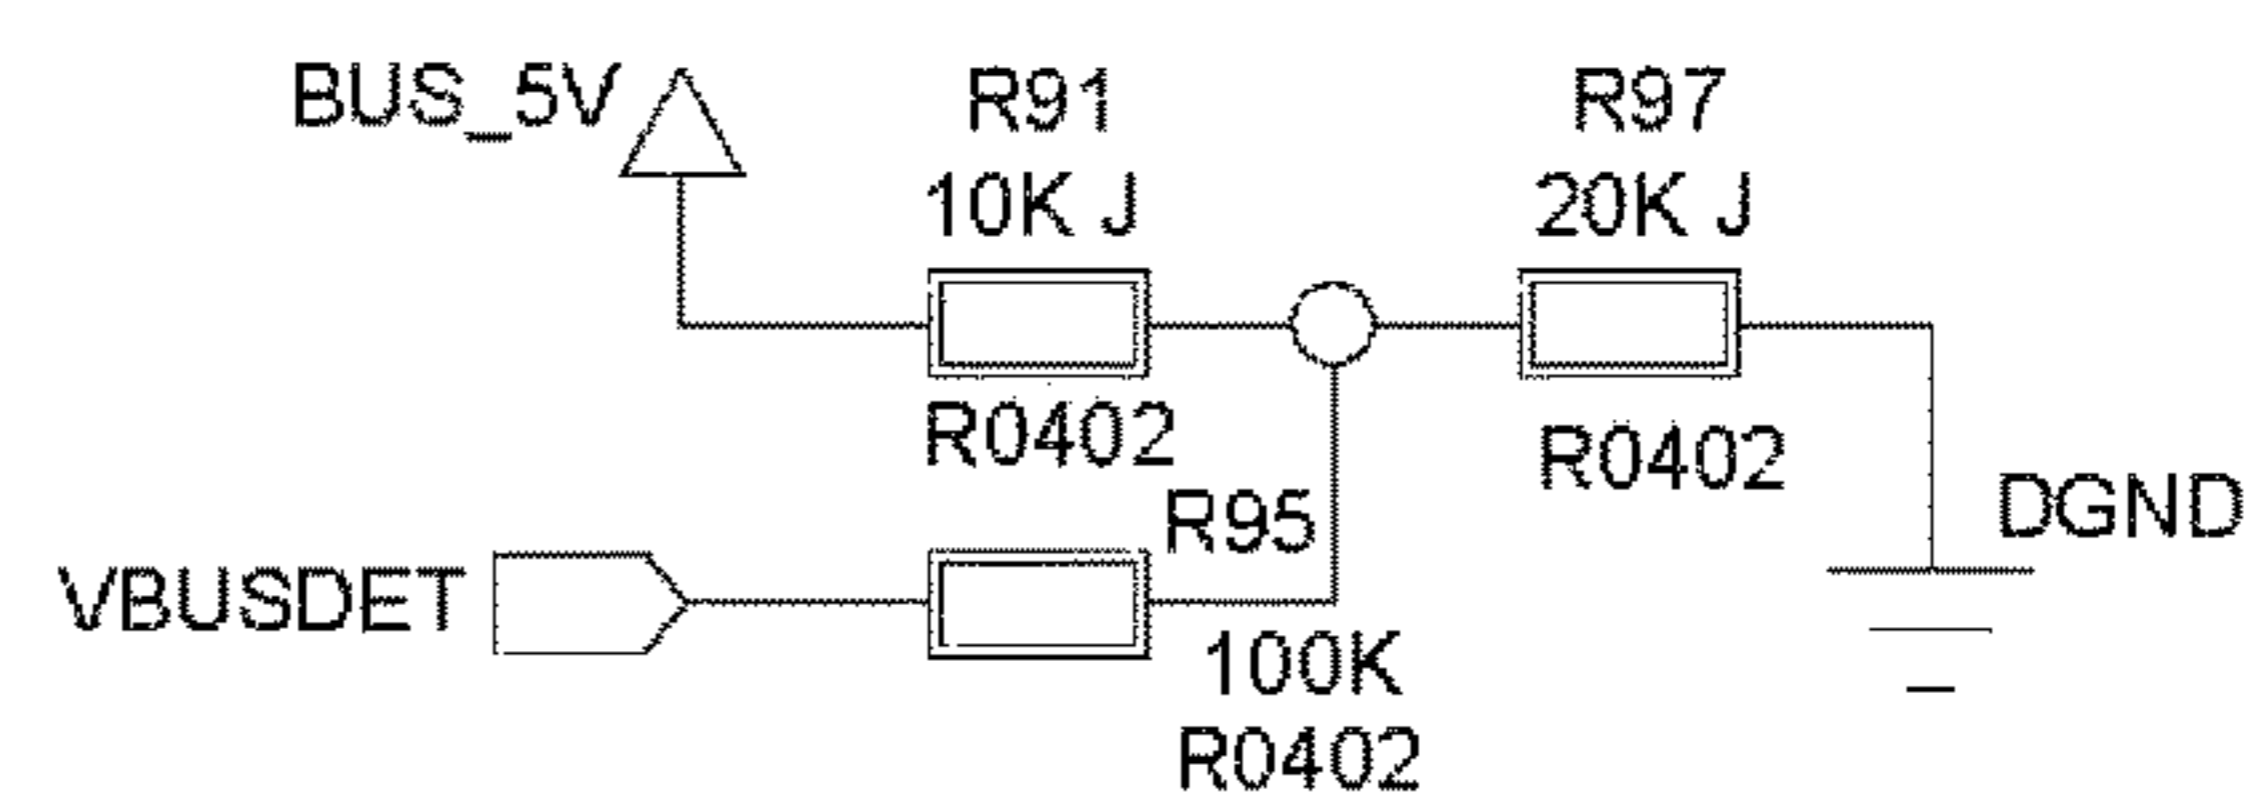 BUS_5V
R91
10K J
R0402
R97
20K J
R0402
DGND
VBUSDET
R95
100K
R0402